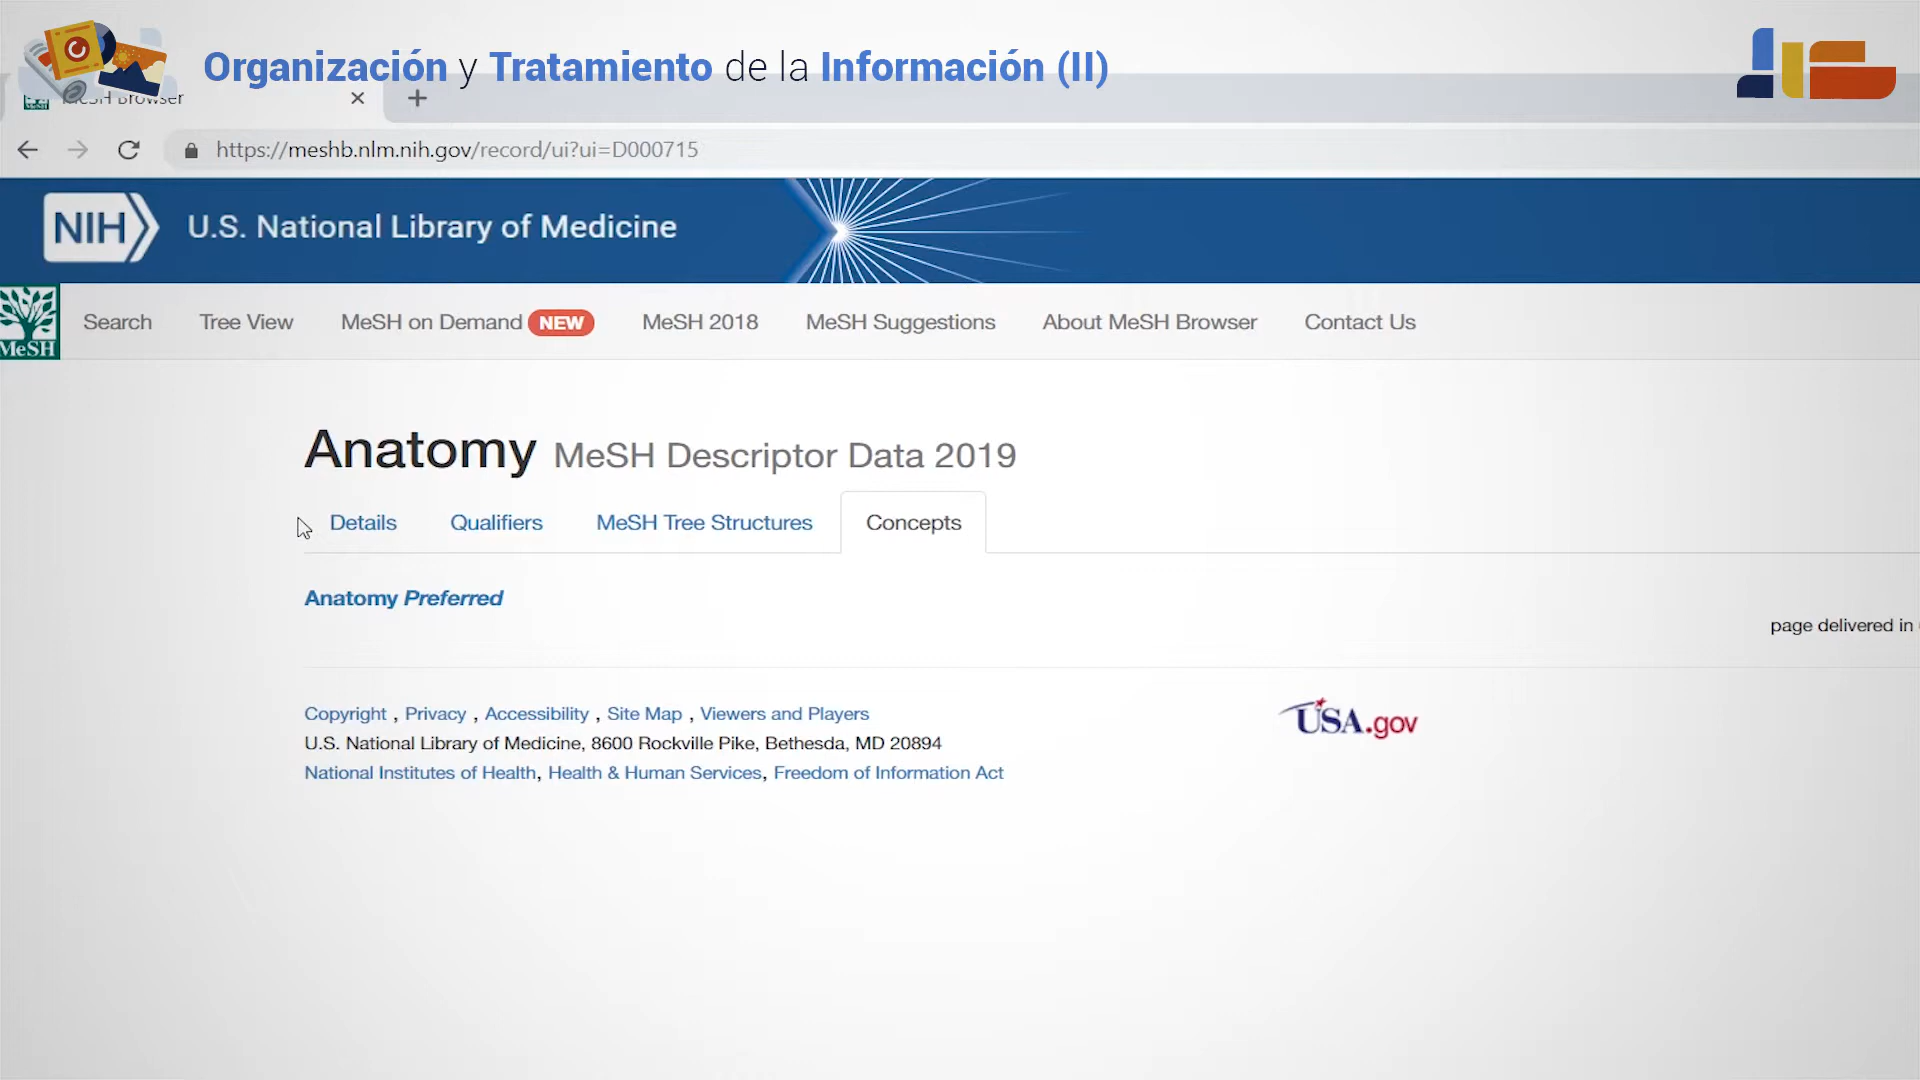 Organización y Tratamiento de la Información (II)
MeSH Browser
https://meshb.nlm.nih.gov/record/ui?ui=D000715
NIH U.S. National Library of Medicine
MeSH Search Tree View MeSH on Demand NEW MeSH 2018 MeSH Suggestions About MeSH Browser Contact Us
Anatomy MeSH Descriptor Data 2019
Details Qualifiers MeSH Tree Structures Concepts
Anatomy Preferred
page delivered in
Copyright , Privacy , Accessibility , Site Map , Viewers and Players
U.S. National Library of Medicine, 8600 Rockville Pike, Bethesda, MD 20894
National Institutes of Health, Health & Human Services, Freedom of Information Act
USA.gov